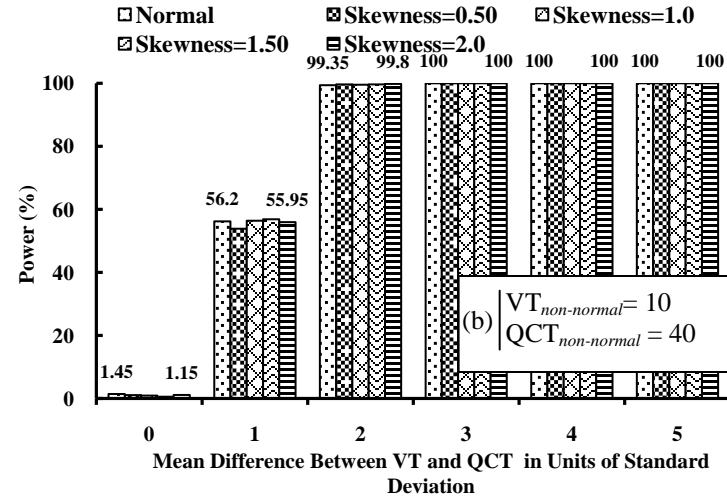 Normal Skewness=0.50 Skewness=1.0
Skewness=1.50 Skewness=2.0
99.35 99.8 100 100 100 100 100 100
100
80
60
40
20
0
Power (%)
56.2 55.95
1.45 1.15
(b) VTnon-normal= 10
QCTnon-normal = 40
0 1 2 3 4 5
Mean Difference Between VT and QCT in Units of Standard
Deviation